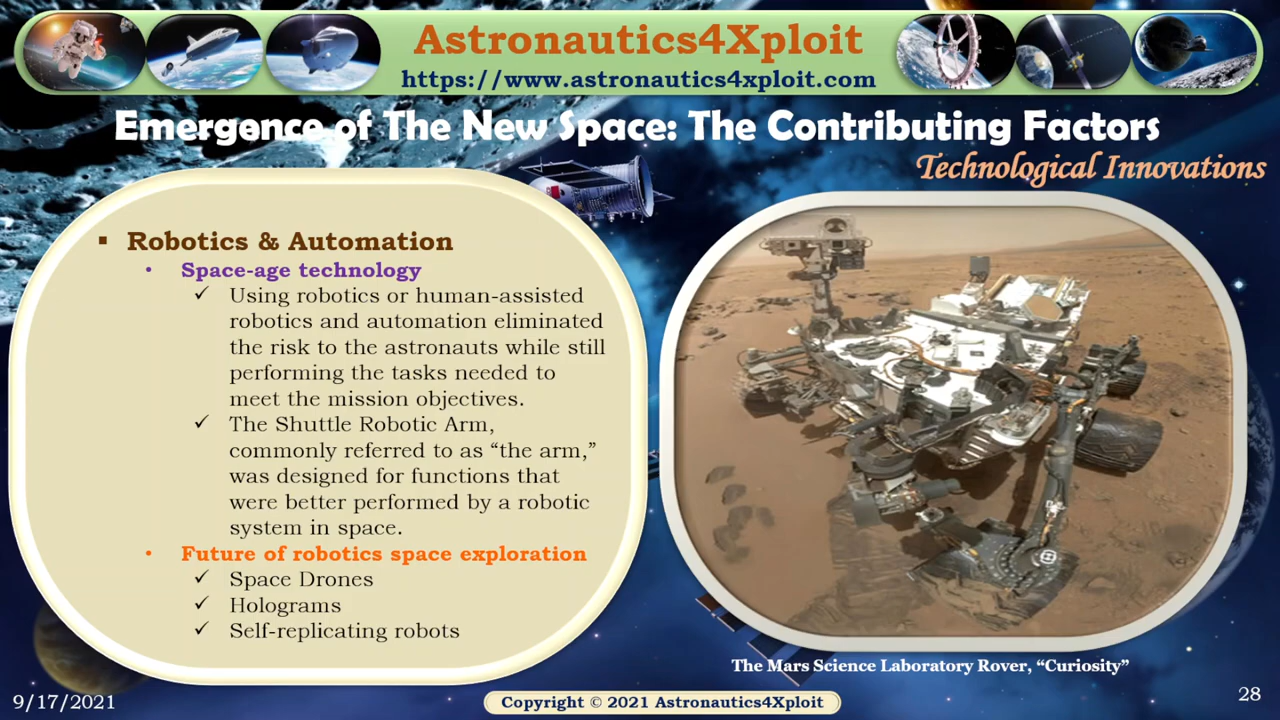 Astronautics4Xploit
https://www.astronautics4xploit.com
Emergence of The New Space: The Contributing Factors
Technological Innovations
▪ Robotics & Automation
• Space-age technology
✓ Using robotics or human-assisted
robotics and automation eliminated
the risk to the astronauts while still
performing the tasks needed to
meet the mission objectives.
✓ The Shuttle Robotic Arm,
commonly referred to as “the arm,”
was designed for functions that
were better performed by a robotic
system in space.
• Future of robotics space exploration
✓ Space Drones
✓ Holograms
✓ Self-replicating robots
The Mars Science Laboratory Rover, “Curiosity”
9/17/2021
Copyright © 2021 Astronautics4Xploit
28